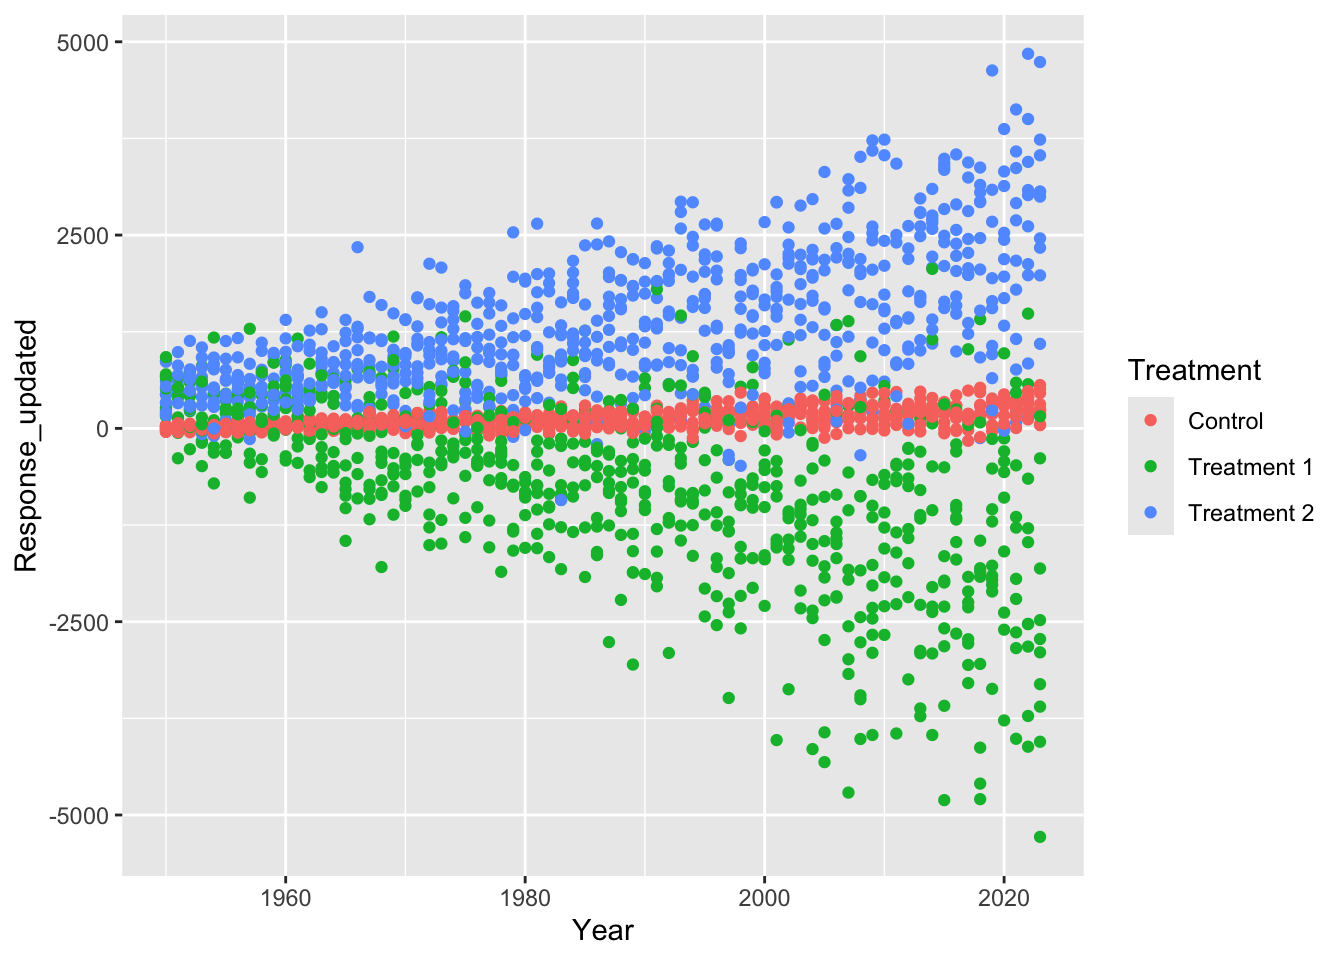 5000
2500
0
-2500
-5000
Response_updated
1960
1980
2000
2020
Year
Treatment
Control
Treatment 1
Treatment 2